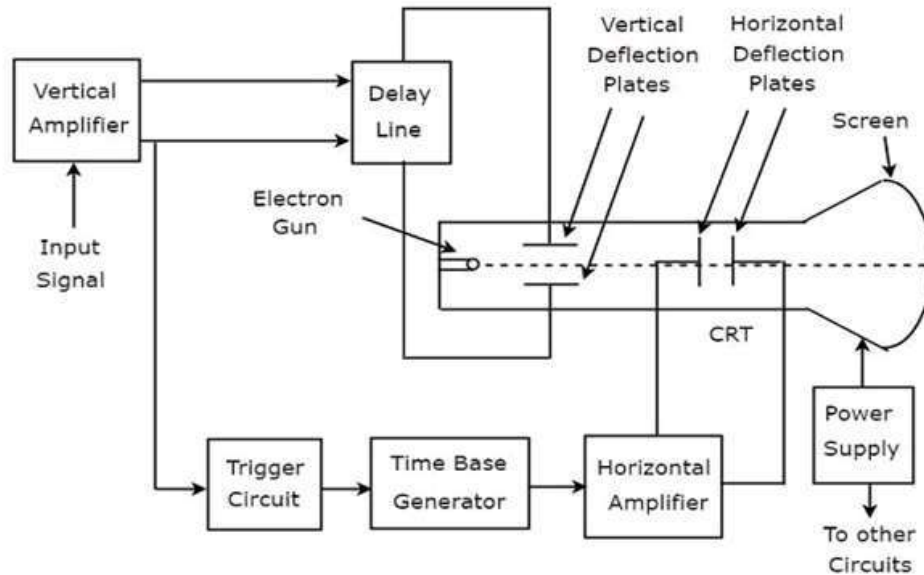 Vertical
Deflection
Plates
Horizontal
Deflection
Plates
Vertical
Amplifier
Delay
Line
Screen
Electron
Gun
Input
Signal
CRT
Power
Supply
Trigger
Circuit
Time Base
Generator
Horizontal
Amplifier
To other
Circuits